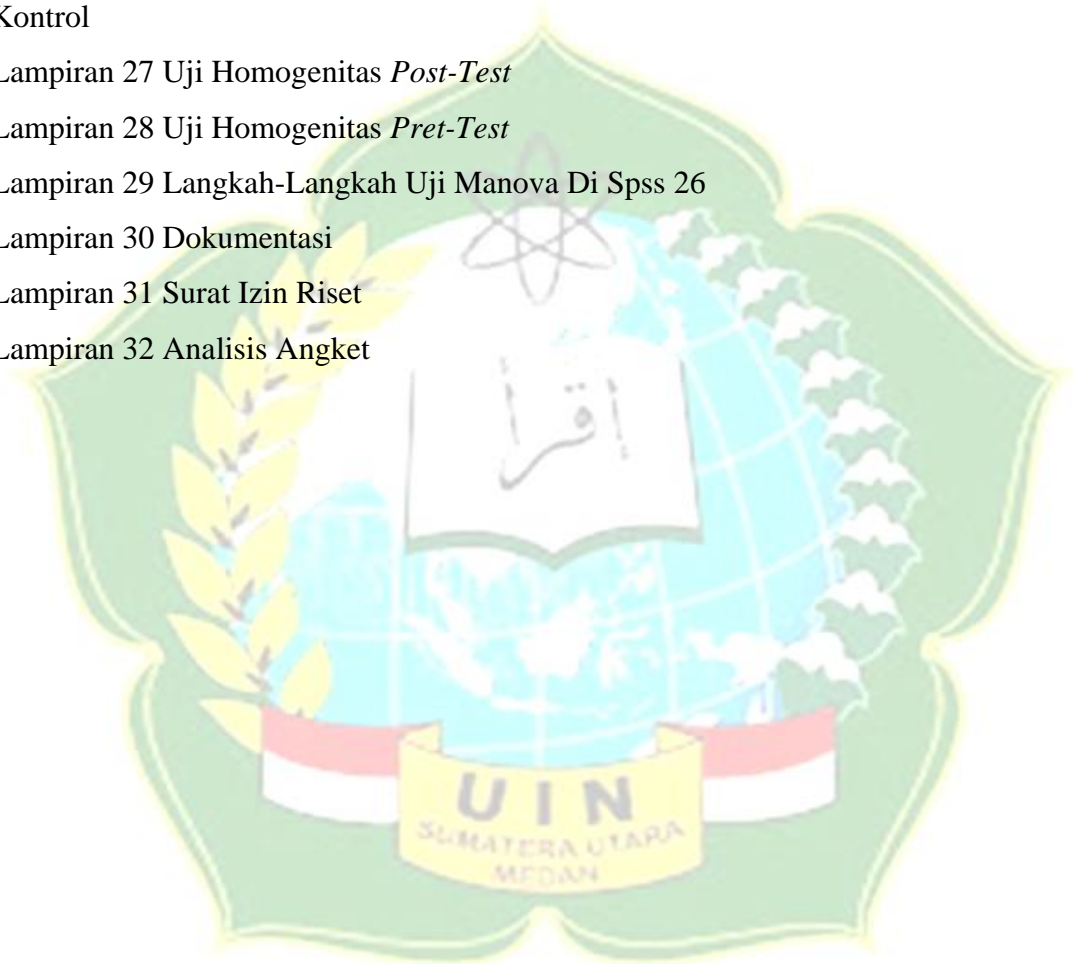 Kontrol
Lampiran 27 Uji Homogenitas Post-Test
Lampiran 28 Uji Homogenitas Pret-Test
Lampiran 29 Langkah-Langkah Uji Manova Di Spss 26
Lampiran 30 Dokumentasi
Lampiran 31 Surat Izin Riset
Lampiran 32 Analisis Angket
UIN
SUMATERA UTARA
MEDAN